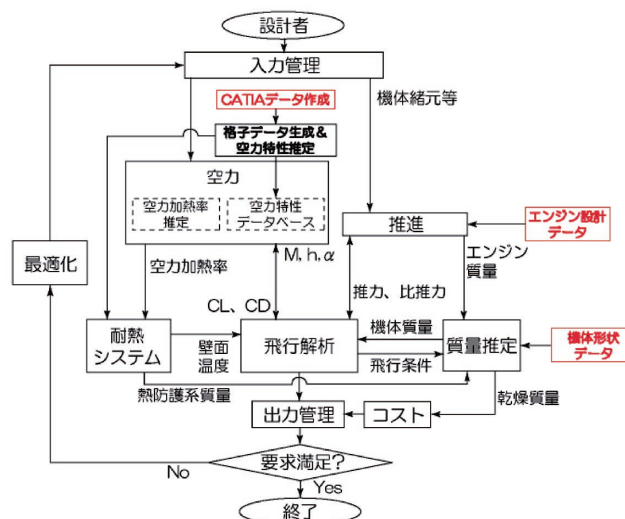 設計者
入力管理
CATIAデータ作成
機体緒元等
格子データ生成&
空力特性推定
空力
空力加熱率
推定
空力特性
データベース
推進
エンジン設計
データ
最適化
空力加熱率
M, h, α
エンジン
質量
CL、CD
推力、比推力
耐熱
システム
壁面
温度
飛行解析
機体質量
飛行条件
質量推定
機体形状
データ
熱防護系質量
出力管理
コスト
乾燥質量
要求満足?
No
Yes
終了